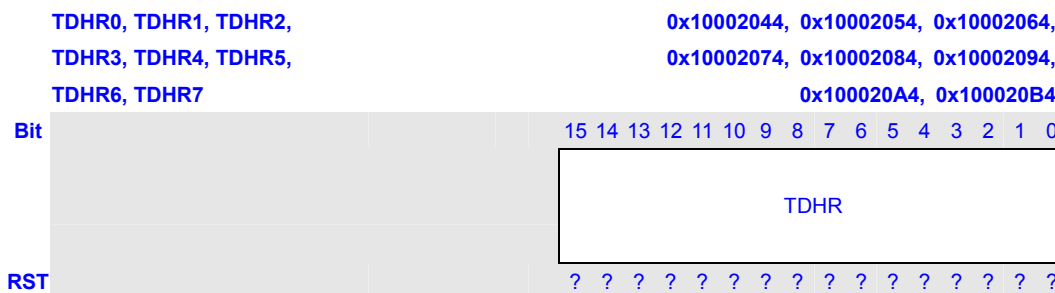 TDHR0, TDHR1, TDHR2, 0x10002044, 0x10002054, 0x10002064,
TDHR3, TDHR4, TDHR5, 0x10002074, 0x10002084, 0x10002094,
TDHR6, TDHR7 0x100020A4, 0x100020B4
Bit 15 14 13 12 11 10 9 8 7 6 5 4 3 2 1 0
TDHR
RST ? ? ? ? ? ? ? ? ? ? ? ? ? ? ? ?